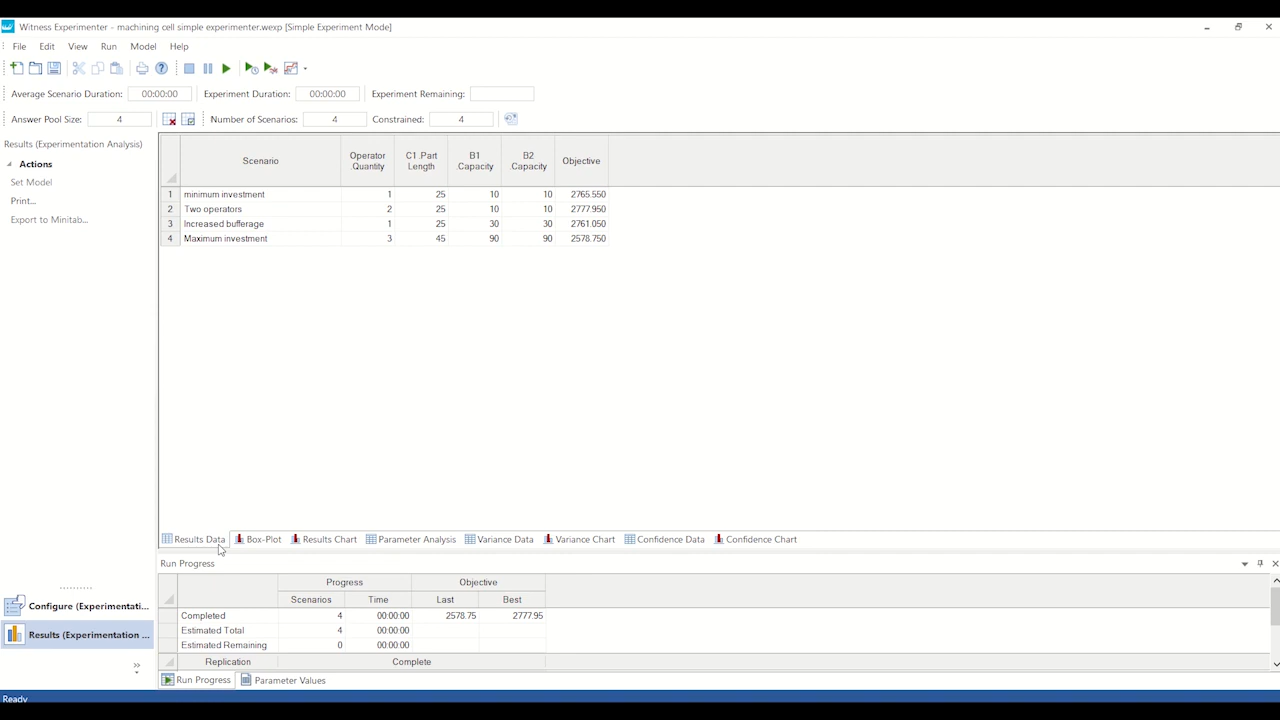 Witness Experimenter - machining cell simple experimenter.wexp [Simple Experiment Mode]
File Edit View Run Model Help
Average Scenario Duration: 00:00:00 Experiment Duration: 00:00:00 Experiment Remaining:
Answer Pool Size: 4 Number of Scenarios: 4 Constrained: 4
Results (Experimentation Analysis)
Actions
Set Model
Print...
Export to Minitab...
Scenario Operator Quantity C1.Part Length B1 Capacity B2 Capacity Objective
1 minimum investment 1 25 10 10 2765.550
2 Two operators 2 25 10 10 2777.950
3 Increased bufferage 1 25 30 30 2761.050
4 Maximum investment 3 45 90 90 2578.750
Results Data Box-Plot Results Chart Parameter Analysis Variance Data Variance Chart Confidence Data Confidence Chart
Run Progress
Progress Objective
Scenarios Time Last Best
Completed 4 00:00:00 2578.75 2777.95
Estimated Total 4 00:00:00
Estimated Remaining 0 00:00:00
Replication Complete
Configure (Experimentati...
Results (Experimentation ...
Run Progress Parameter Values
Ready